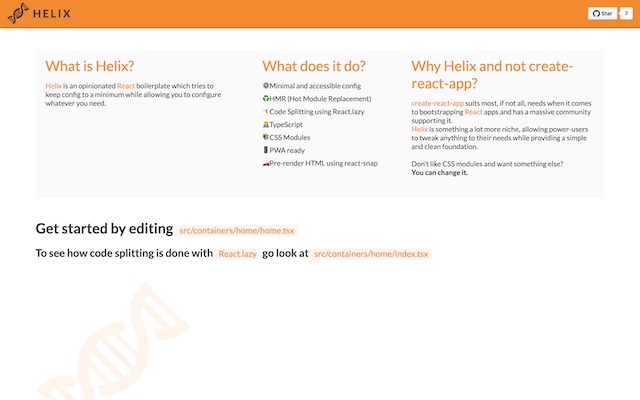 HELIX
Star
7
What is Helix?
Helix is an opinionated React boilerplate which tries to
keep config to a minimum while allowing you to configure
whatever you need.
What does it do?
Minimal and accessible config
HMR (Hot Module Replacement)
Code Splitting using React.lazy
TypeScript
CSS Modules
PWA ready
Pre-render HTML using react-snap
Why Helix and not create-
react-app?
create-react-app suits most, if not all, needs when it comes
to bootstrapping React apps and has a massive community
supporting it.
Helix is something a lot more niche, allowing power-users
to tweak anything to their needs while providing a simple
and clean foundation.
Don't like CSS modules and want something else?
You can change it.
Get started by editing src/containers/home/home.tsx
To see how code splitting is done with React.lazy go look at src/containers/home/index.tsx